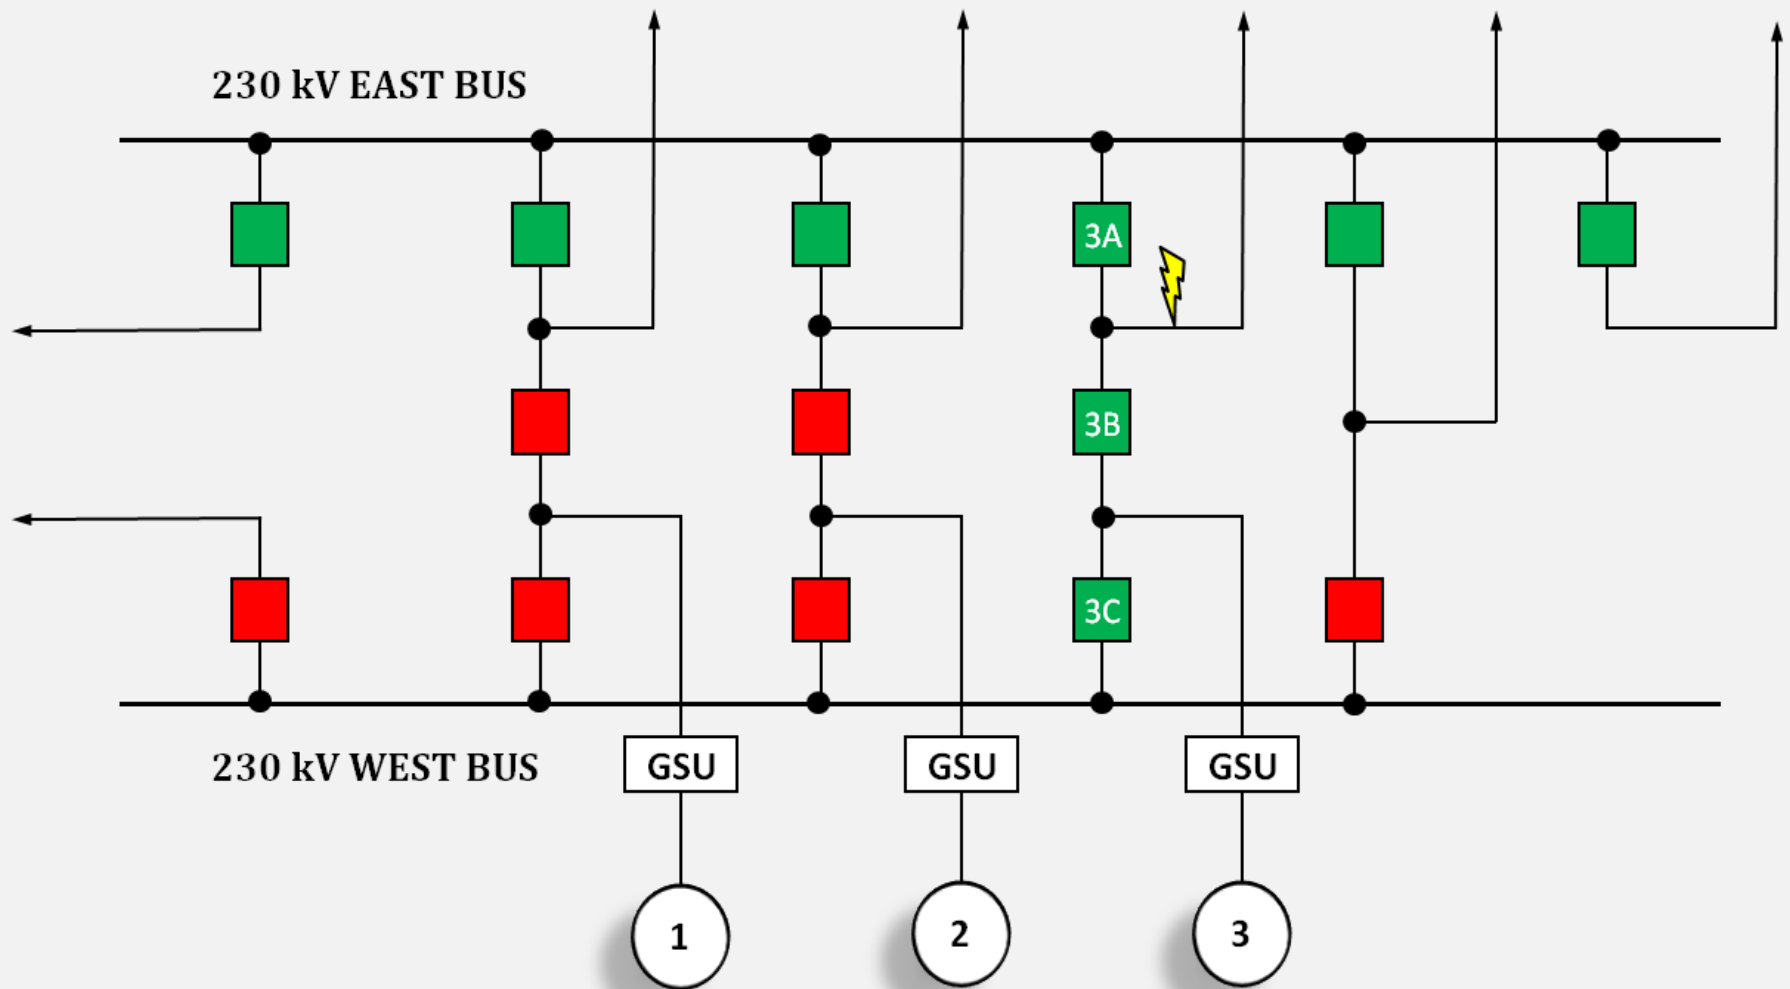 230 kV EAST BUS
3A
3B
3C
230 kV WEST BUS
GSU
GSU
GSU
1
2
3